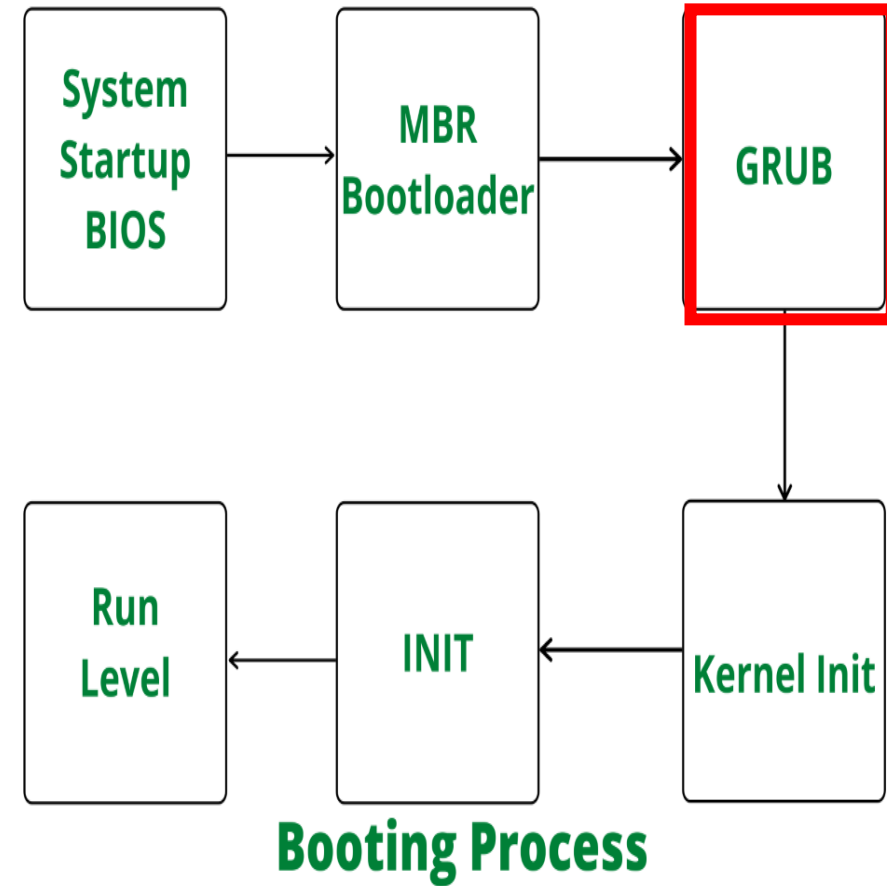 System
Startup
BIOS
MBR
Bootloader
GRUB
Run
Level
INIT
Kernel Init
Booting Process